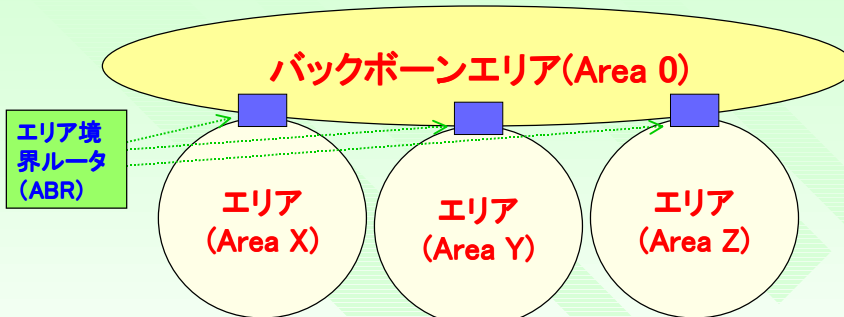 バックボーンエリア(Area 0)
エリア境
界ルータ
(ABR)
エリア
(Area X)
エリア
(Area Y)
エリア
(Area Z)